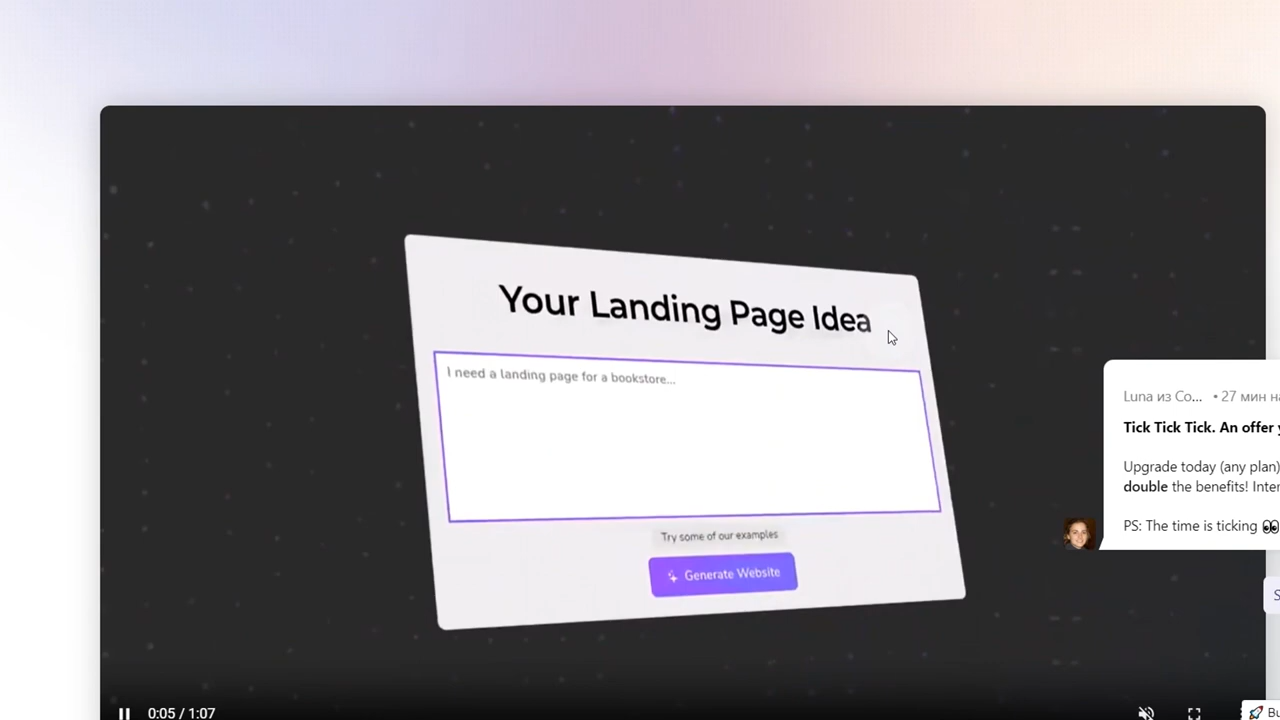 Your Landing Page Idea
I need a landing page for a bookstore...
Try some of our examples
Generate Website
Luna из Co... • 27 мин
Tick Tick Tick. An offer
Upgrade today (any plan)
double the benefits!
PS: The time is ticking 👀
0:05 / 1:07